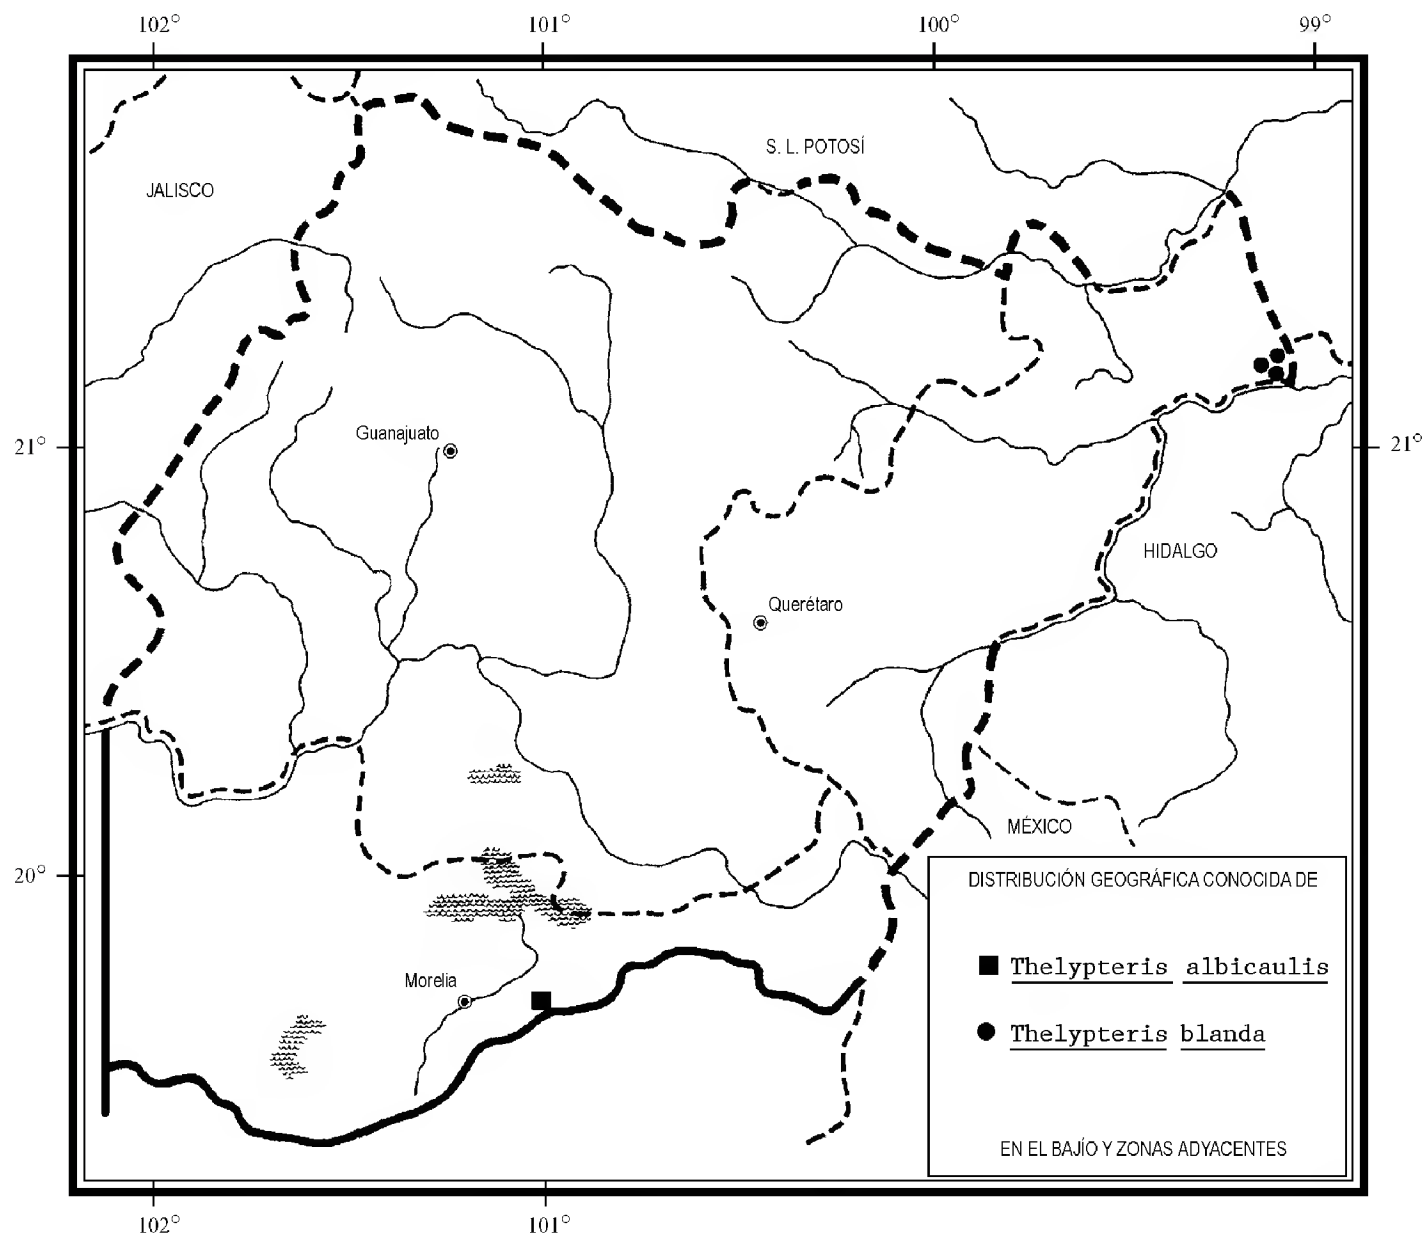 102° 101° 100° 99°
S. L. POTOSÍ
JALISCO
Guanajuato
21° 21°
HIDALGO
Querétaro
MÉXICO
20°
DISTRIBUCIÓN GEOGRÁFICA CONOCIDA DE
Thelypteris albicaulis
Morelia
Thelypteris blanda
EN EL BAJÍO Y ZONAS ADYACENTES
102° 101°